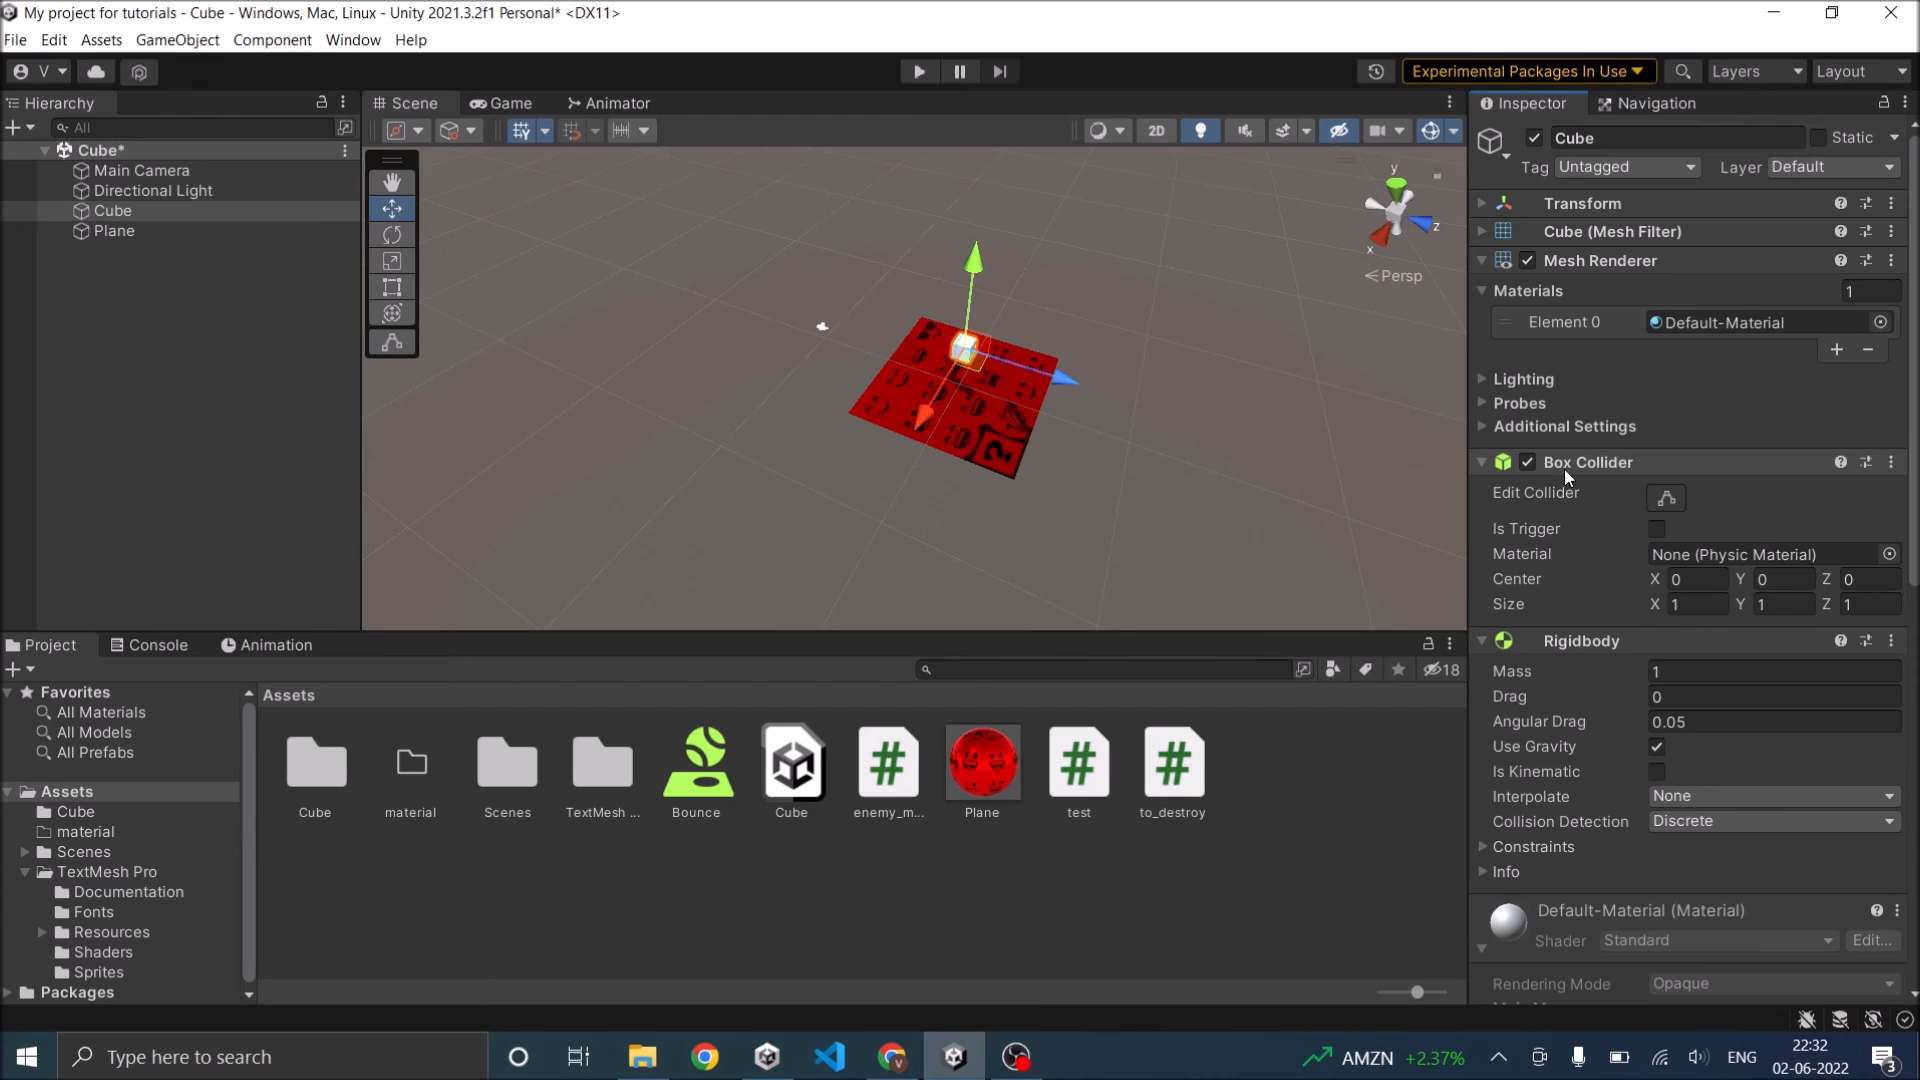 My project for tutorials - Cube - Windows, Mac, Linux - Unity 2021.3.2f1 Personal* <DX11>
File Edit Assets GameObject Component Window Help
V Experimental Packages In Use Layers Layout
Hierarchy
All
Cube*
Main Camera
Directional Light
Cube
Plane
Scene Game Animator
2D
y
z
x
Persp
Inspector Navigation
Cube Static
Tag Untagged Layer Default
Transform
Cube (Mesh Filter)
Mesh Renderer
Materials 1
Element 0 Default-Material
Lighting
Probes
Additional Settings
Box Collider
Edit Collider
Is Trigger
Material None (Physic Material)
Center X 0 Y 0 Z 0
Size X 1 Y 1 Z 1
Rigidbody
Mass 1
Drag 0
Angular Drag 0.05
Use Gravity
Is Kinematic
Interpolate None
Collision Detection Discrete
Constraints
Info
Default-Material (Material)
Shader Standard Edit...
Rendering Mode Opaque
Project Console Animation
18
Favorites
All Materials
All Models
All Prefabs
Assets
Cube
material
Scenes
TextMesh Pro
Documentation
Fonts
Resources
Shaders
Sprites
Packages
Assets
Cube material Scenes TextMesh ... Bounce Cube enemy_m... Plane test to_destroy
Type here to search
AMZN +2.37%
ENG
22:32
02-06-2022
3